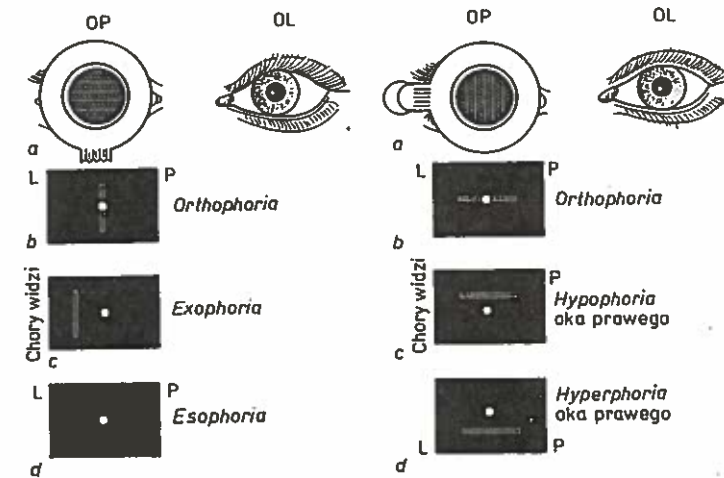 OP
OL
a
L
P
Orthophoria
b
Chory widzi
Exophoria
c
L
P
Esophoria
d
OP
OL
a
L
P
Orthophoria
b
Chory widzi
P
Hypophoria
oka prawego
c
Hyperphoria
oka prawego
L
P
d